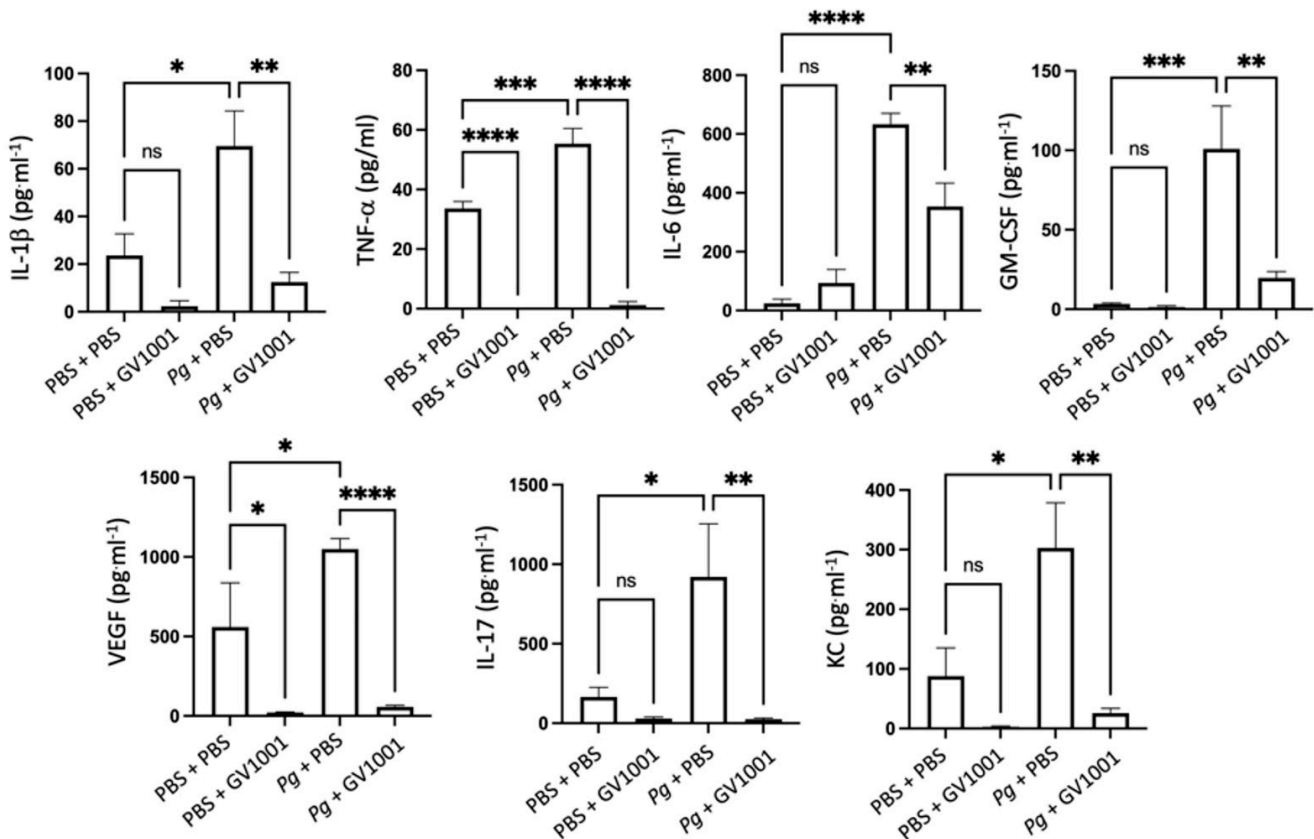 IL-1β (pg·ml⁻¹)
100
80
60
40
20
0
*
**
ns
PBS + PBS
PBS + GV1001
Pg + PBS
Pg + GV1001
TNF-α (pg/ml)
80
60
40
20
0
***
****
****
PBS + PBS
PBS + GV1001
Pg + PBS
Pg + GV1001
IL-6 (pg·ml⁻¹)
800
600
400
200
0
****
ns
**
PBS + PBS
PBS + GV1001
Pg + PBS
Pg + GV1001
GM-CSF (pg·ml⁻¹)
150
100
50
0
***
**
ns
PBS + PBS
PBS + GV1001
Pg + PBS
Pg + GV1001
VEGF (pg·ml⁻¹)
1500
1000
500
0
*
*
****
PBS + PBS
PBS + GV1001
Pg + PBS
Pg + GV1001
IL-17 (pg·ml⁻¹)
1500
1000
500
0
*
**
ns
PBS + PBS
PBS + GV1001
Pg + PBS
Pg + GV1001
KC (pg·ml⁻¹)
400
300
200
100
0
*
**
ns
PBS + PBS
PBS + GV1001
Pg + PBS
Pg + GV1001